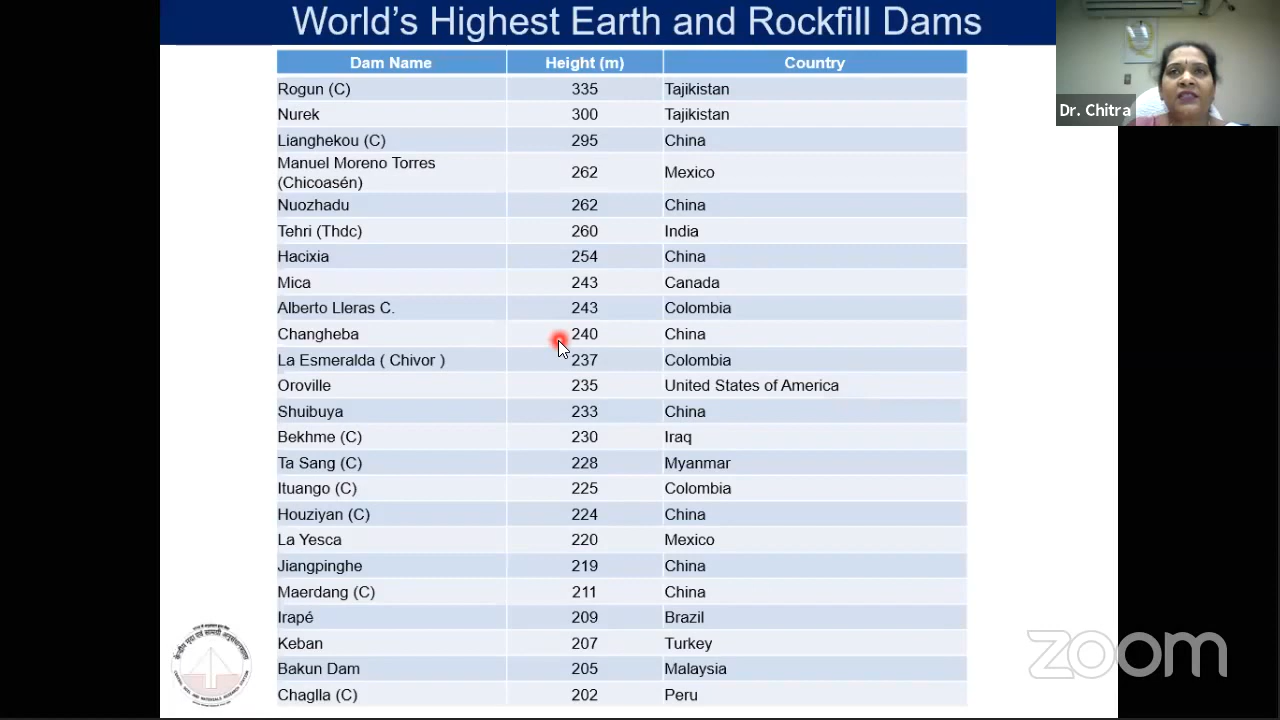 World's Highest Earth and Rockfill Dams
Dam Name Height (m) Country
Rogun (C) 335 Tajikistan
Nurek 300 Tajikistan
Lianghekou (C) 295 China
Manuel Moreno Torres
(Chicoasén) 262 Mexico
Nuozhadu 262 China
Tehri (Thdc) 260 India
Hacixia 254 China
Mica 243 Canada
Alberto Lleras C. 243 Colombia
Changheba 240 China
La Esmeralda ( Chivor ) 237 Colombia
Oroville 235 United States of America
Shuibuya 233 China
Bekhme (C) 230 Iraq
Ta Sang (C) 228 Myanmar
Ituango (C) 225 Colombia
Houziyan (C) 224 China
La Yesca 220 Mexico
Jiangpinghe 219 China
Maerdang (C) 211 China
Irapé 209 Brazil
Keban 207 Turkey
Bakun Dam 205 Malaysia
Chaglla (C) 202 Peru
Dr. Chitra
zoom